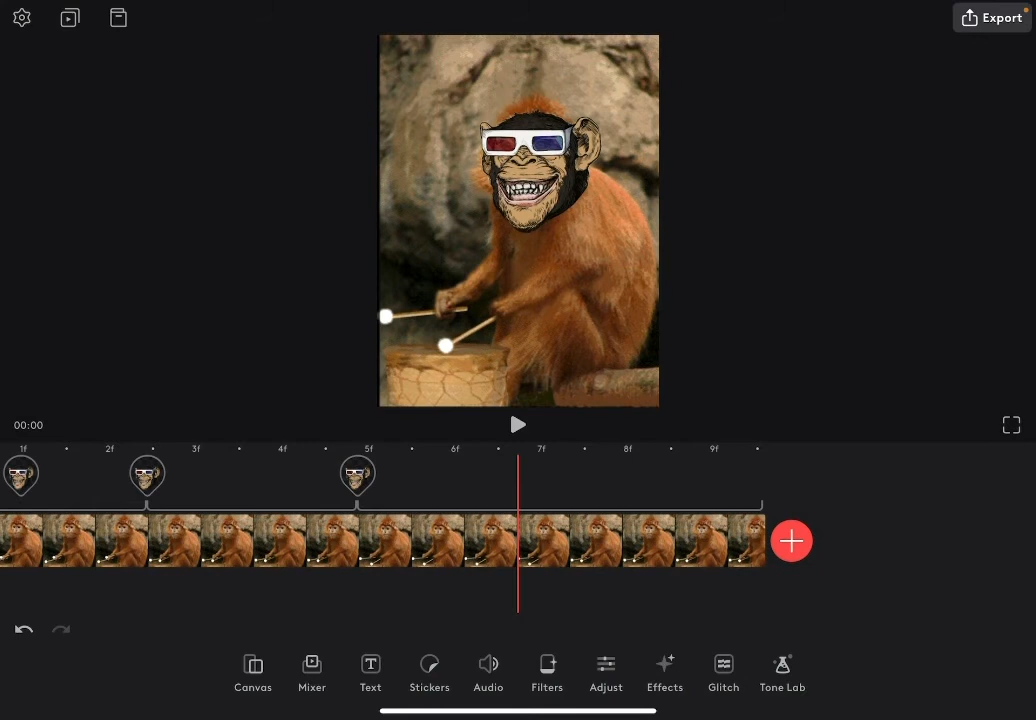 Export
00:00
1f 2f 3f 4f 5f 6f 7f 8f 9f
Canvas Mixer Text Stickers Audio Filters Adjust Effects Glitch Tone Lab